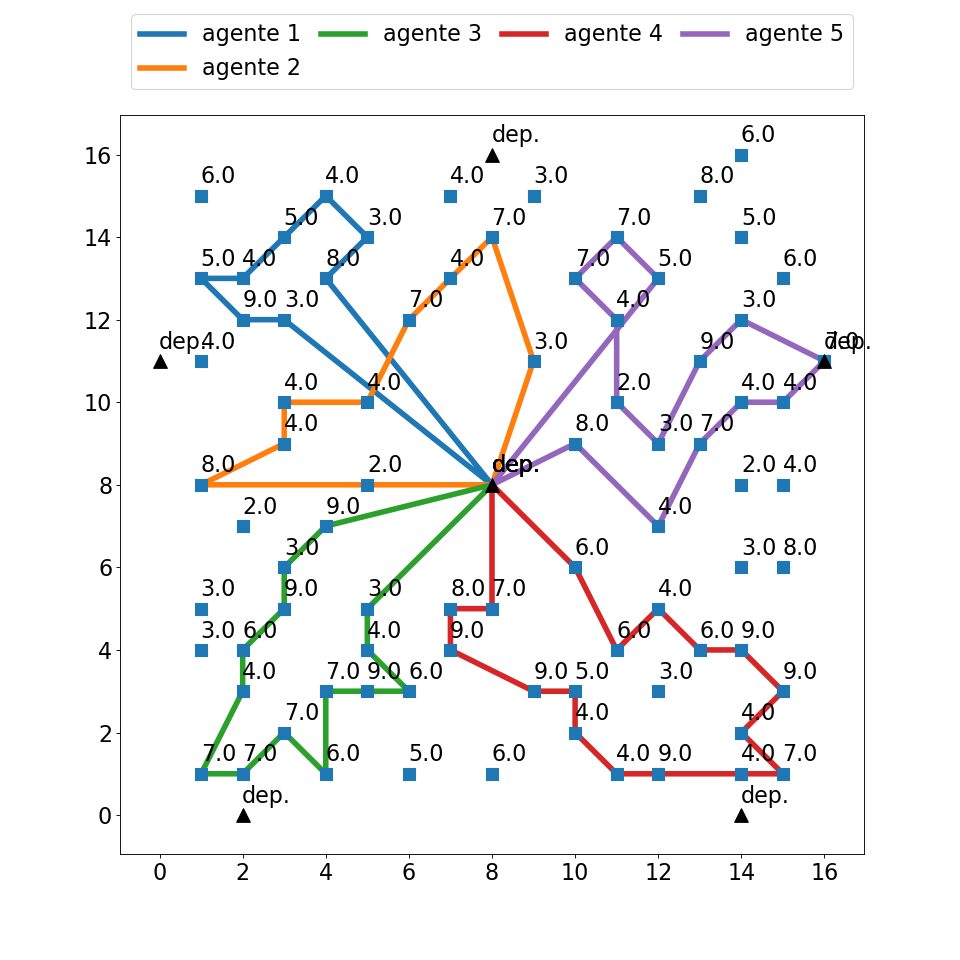 agente 1 agente 3 agente 4 agente 5
agente 2
dep. 6.0
16
6.0 4.0 4.0 3.0 8.0
5.0 3.0 7.0 7.0 5.0
14
5.0 4.0 8.0 4.0 7.0 5.0 6.0
9.0 3.0 7.0 4.0 3.0
12
dep. 4.0 3.0 9.0 7.0 dep.
4.0 4.0 2.0 4.0 4.0
10
4.0 8.0 3.0 7.0
8.0 2.0 dep. 2.0 4.0
8
2.0 9.0 4.0
3.0 6.0 3.0 8.0
6
3.0 9.0 3.0 8.0 7.0 4.0
3.0 6.0 4.0 9.0 6.0 6.0 9.0
4
4.0 7.0 9.0 6.0 9.0 5.0 3.0 9.0
7.0 4.0 4.0
2
7.0 7.0 6.0 5.0 6.0 4.0 9.0 4.0 7.0
dep. dep.
0
0 2 4 6 8 10 12 14 16